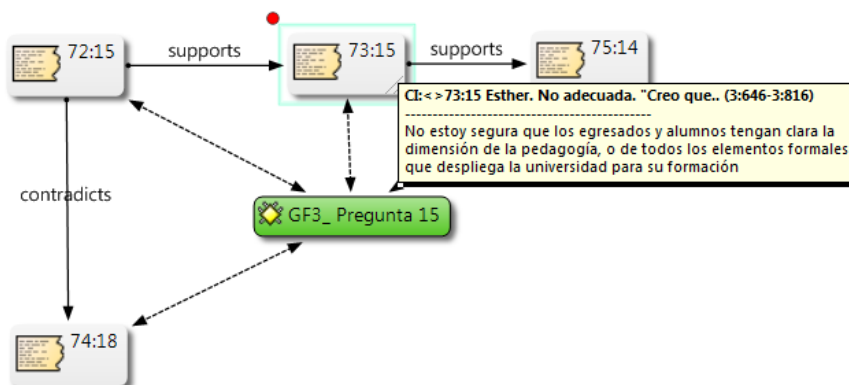 72:15
supports
73:15
supports
75:14
CI:<>73:15 Esther. No adecuada. "Creo que.. (3:646-3:816)
--------------------------------------------
No estoy segura que los egresados y alumnos tengan clara la
dimensión de la pedagogía, o de todos los elementos formales
que despliega la universidad para su formación
contradicts
GF3_ Pregunta 15
74:18